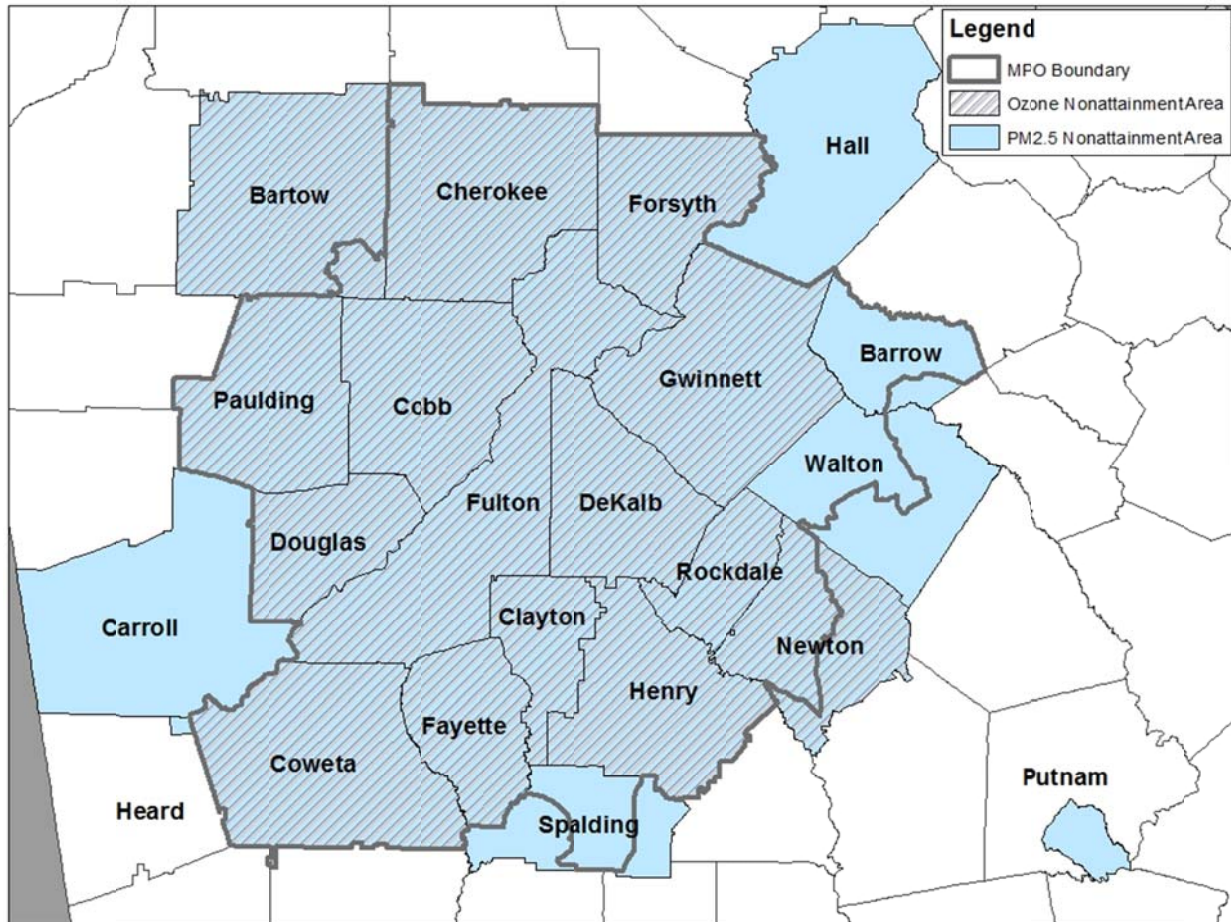 Legend
MPO Boundary
Ozone Nonattainment Area
PM2.5 Nonattainment Area
Hall
Bartow
Cherokee
Forsyth
Barrow
Gwinnett
Paulding
Cobb
Walton
Fulton
DeKalb
Douglas
Rockdale
Clayton
Carroll
Newton
Henry
Fayette
Coweta
Putnam
Heard
Spalding